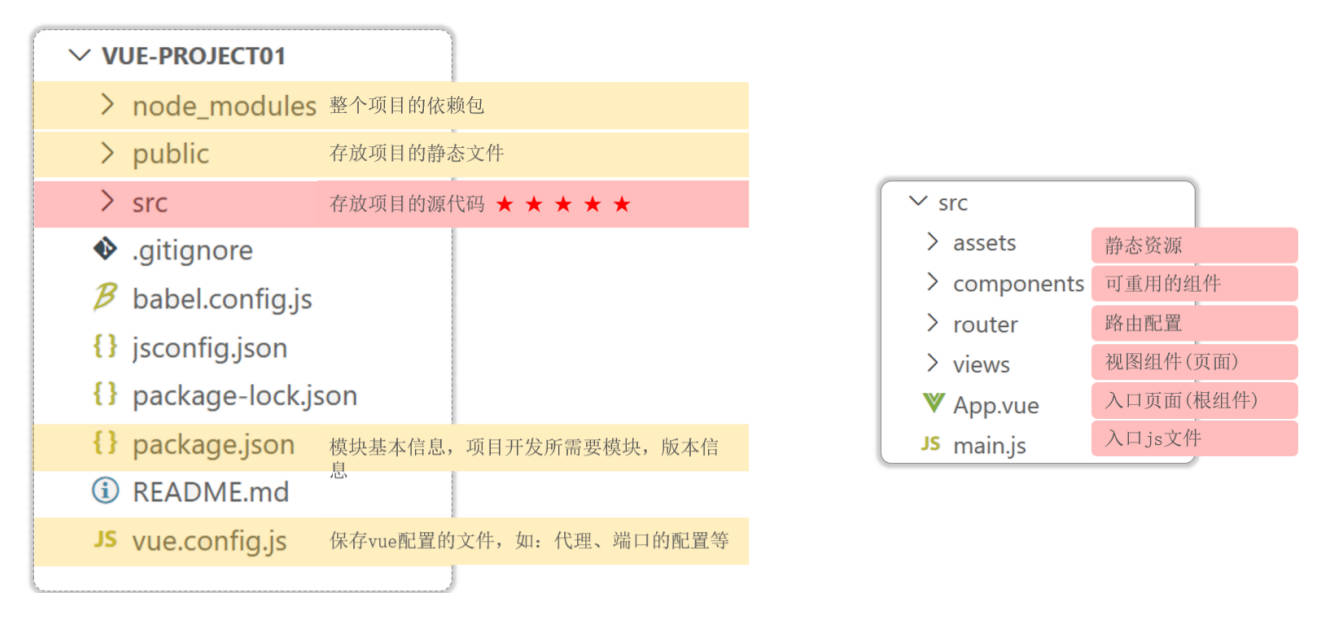 VUE-PROJECT01
node_modules 整个项目的依赖包
public 存放项目的静态文件
src 存放项目的源代码 ★ ★ ★ ★ ★
.gitignore
babel.config.js
jsconfig.json
package-lock.json
package.json 模块基本信息，项目开发所需要模块，版本信
息
README.md
JS vue.config.js 保存vue配置的文件，如：代理、端口的配置等
src
assets 静态资源
components 可重用的组件
router 路由配置
views 视图组件(页面)
App.vue 入口页面(根组件)
JS main.js 入口js文件